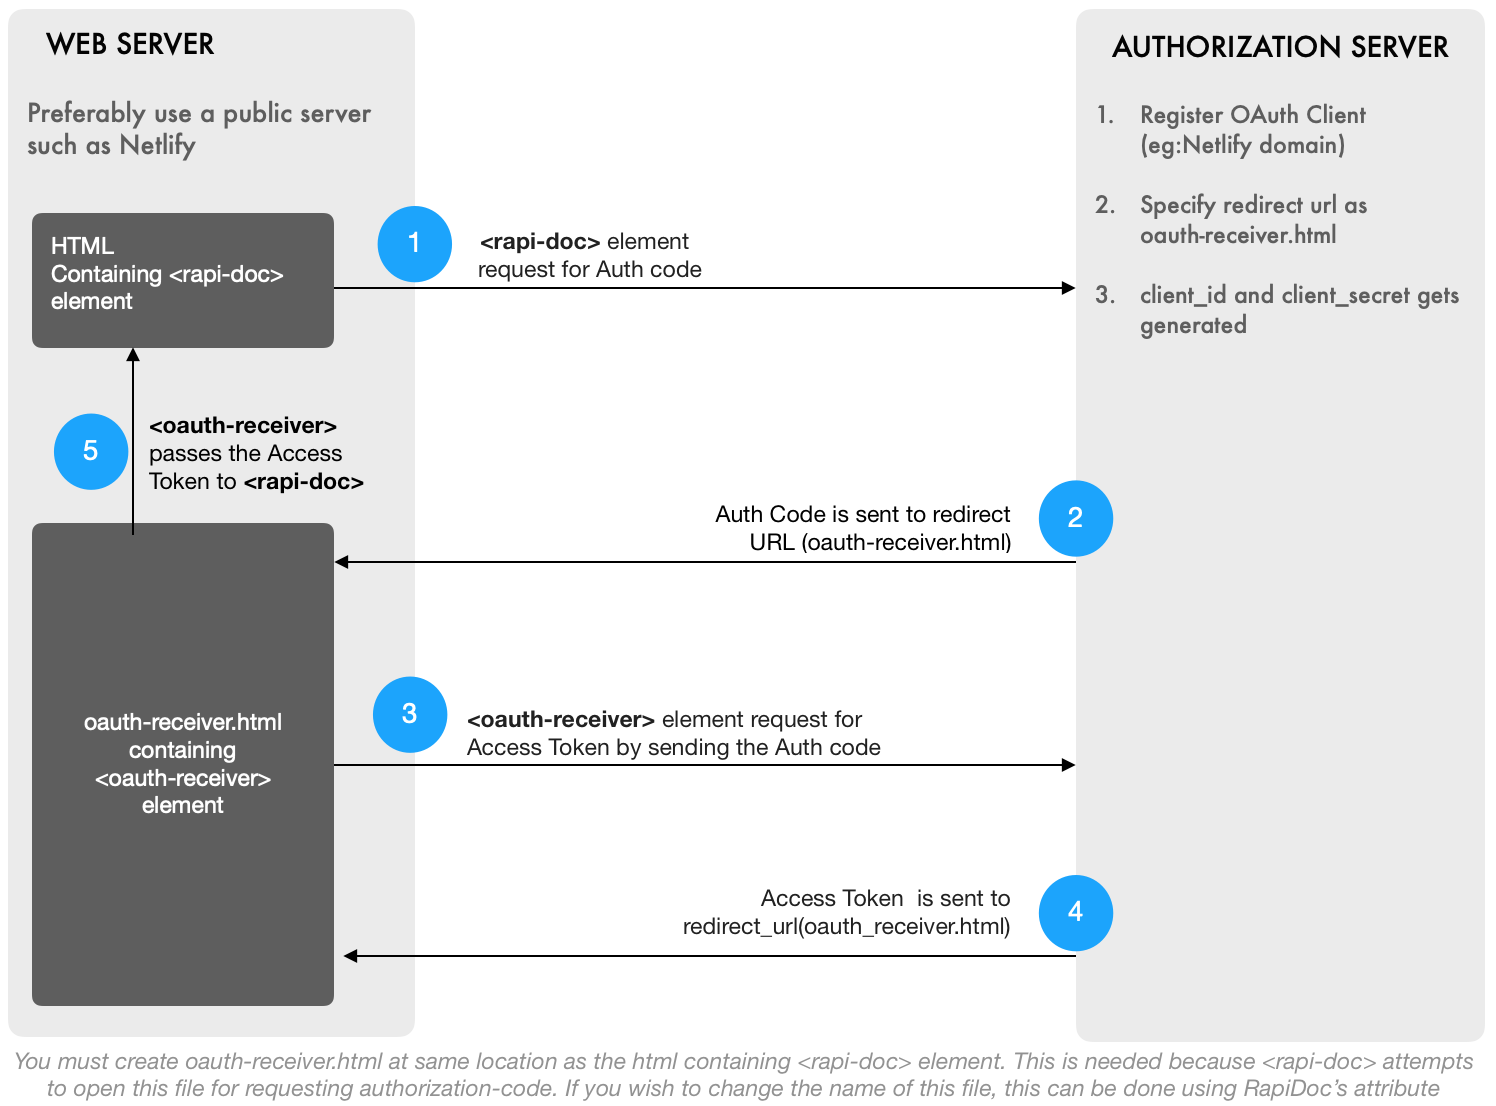 WEB SERVER
Preferably use a public server
such as Netlify
HTML
Containing <rapi-doc>
element
1
<rapi-doc> element
request for Auth code
AUTHORIZATION SERVER
1. Register OAuth Client
(eg:Netlify domain)
2. Specify redirect url as
oauth-receiver.html
3. client_id and client_secret gets
generated
5
<oauth-receiver>
passes the Access
Token to <rapi-doc>
Auth Code is sent to redirect
URL (oauth-receiver.html)
2
oauth-receiver.html
containing
<oauth-receiver>
element
3
<oauth-receiver> element request for
Access Token by sending the Auth code
Access Token  is sent to
redirect_url(oauth_receiver.html)
4
You must create oauth-receiver.html at same location as the html containing <rapi-doc> element. This is needed because <rapi-doc> attempts
to open this file for requesting authorization-code. If you wish to change the name of this file, this can be done using RapiDoc’s attribute